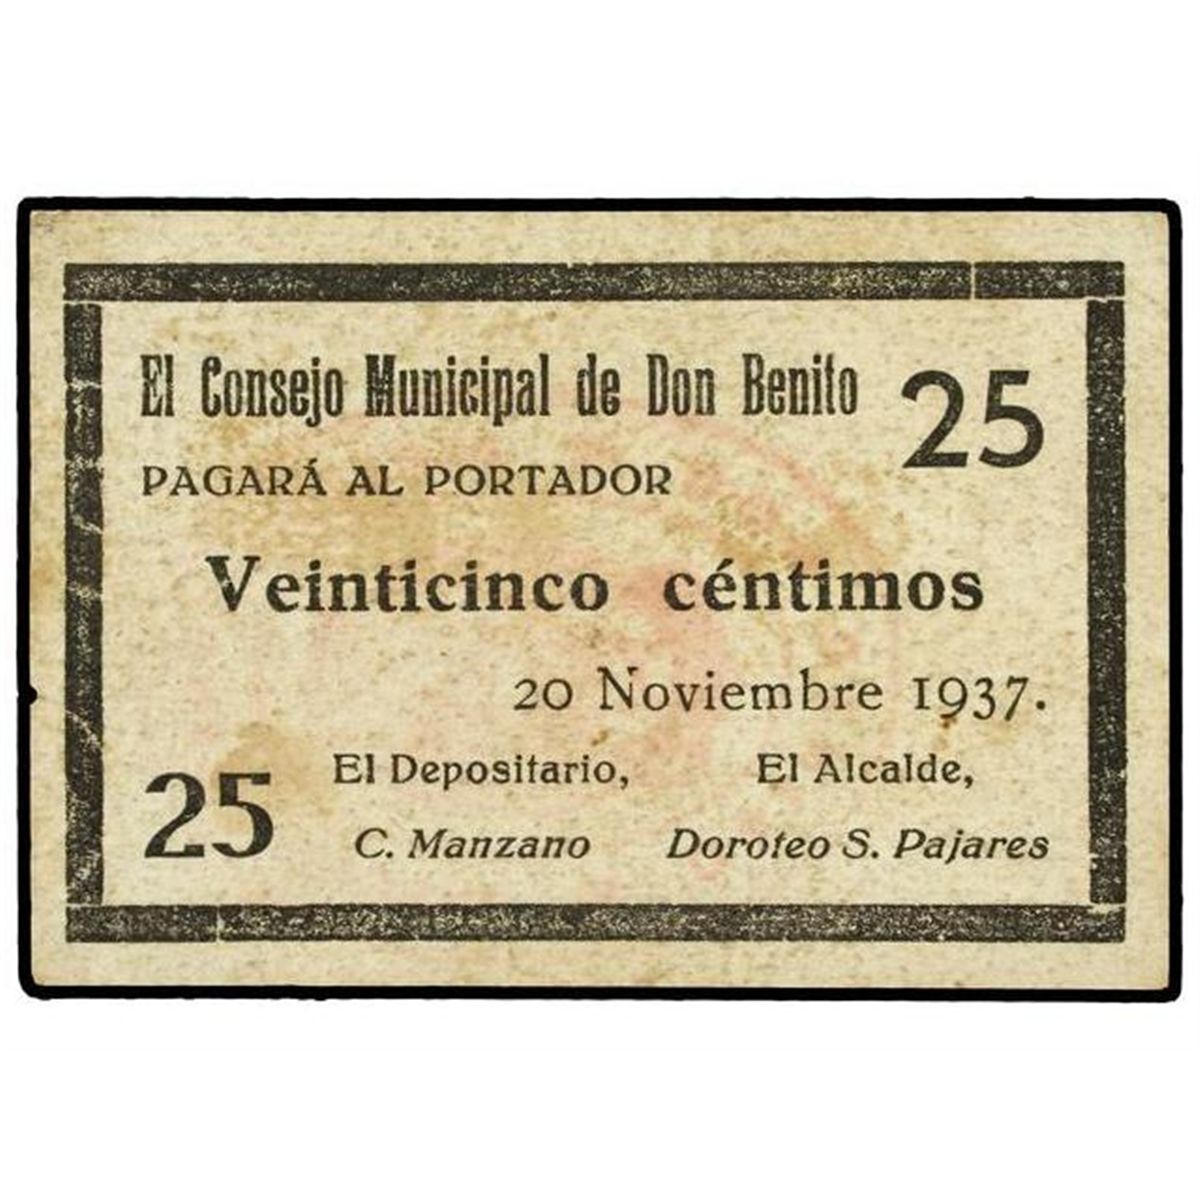 El Consejo Municipal de Don Benito 25
PAGARÁ AL PORTADOR
Veinticinco céntimos
20 Noviembre 1937.
El Depositario, El Alcalde,
25 C. Manzano Doroteo S. Pajares